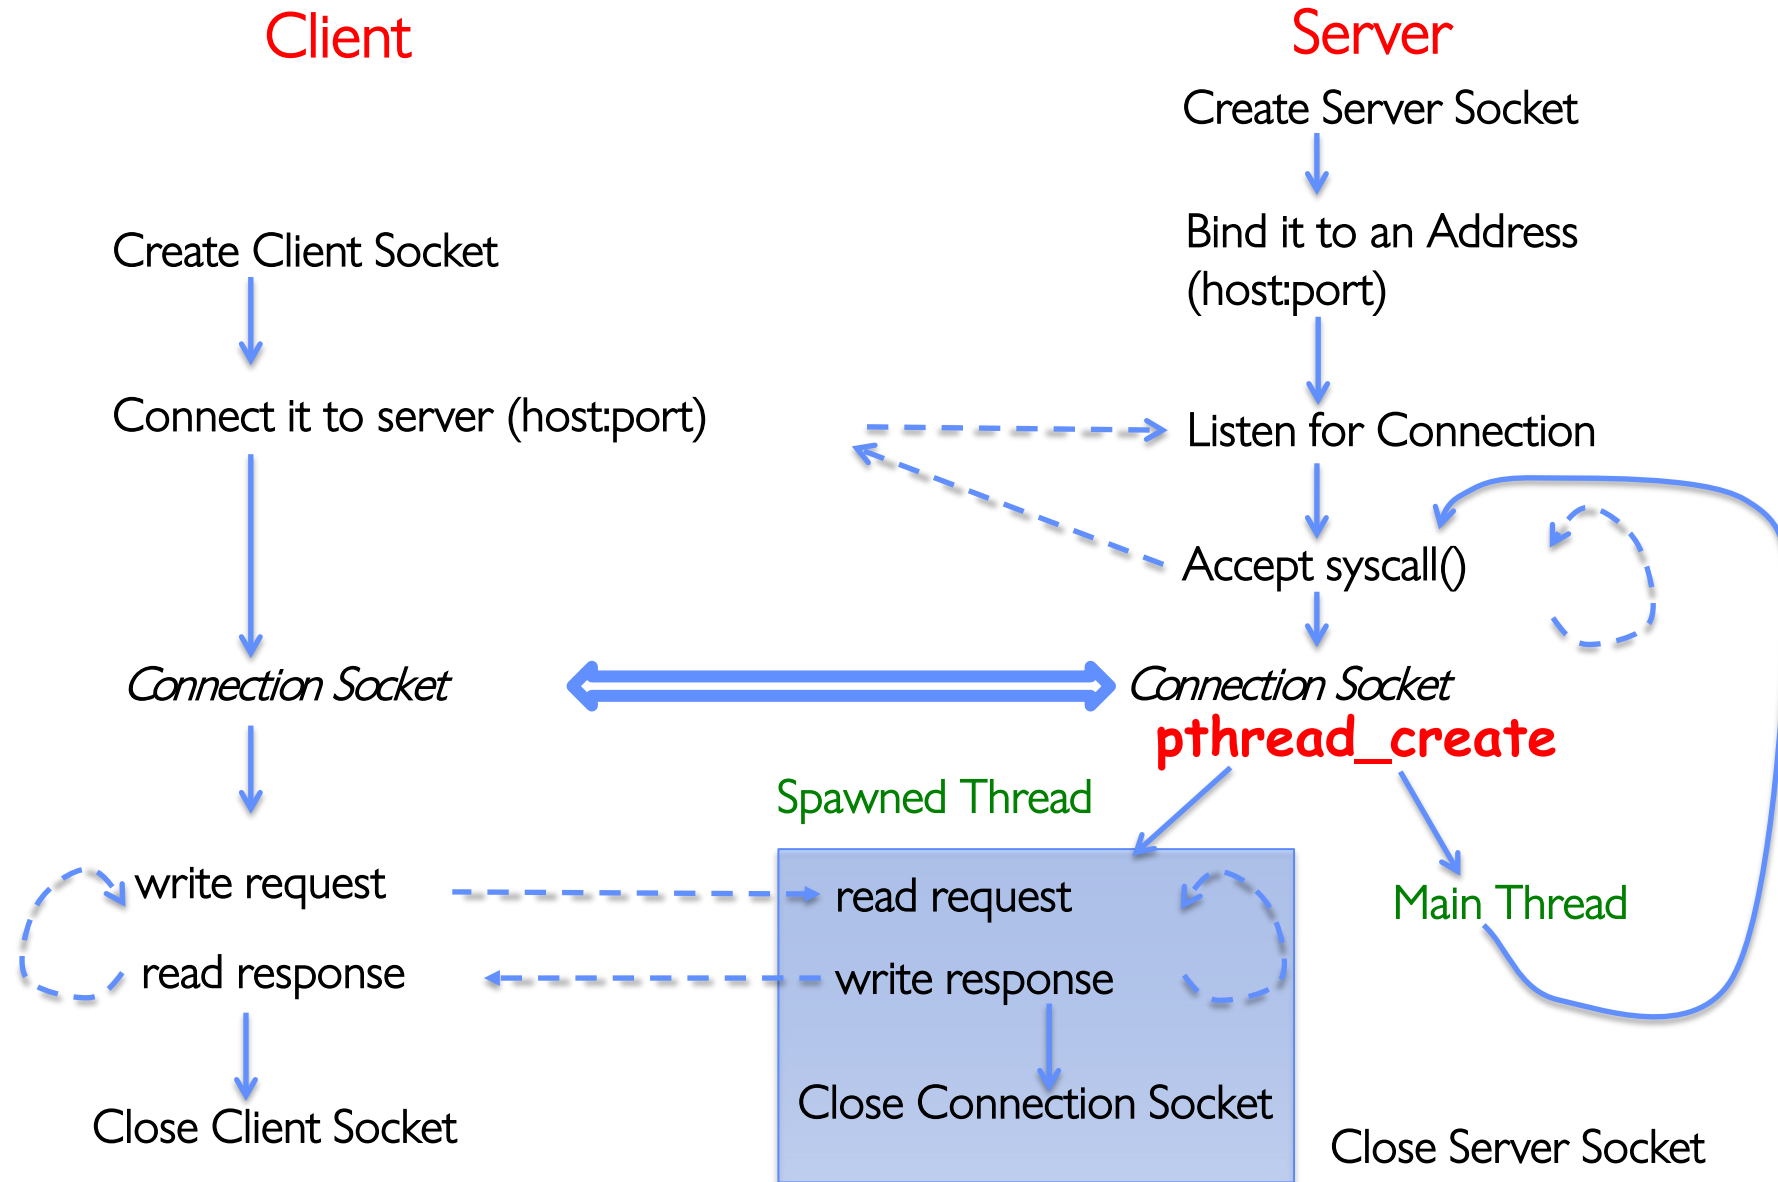 Client
Server
Create Server Socket
Bind it to an Address
(host:port)
Create Client Socket
Connect it to server (host:port)
Listen for Connection
Accept syscall()
Connection Socket
Connection Socket
pthread_create
Spawned Thread
write request
read request
Main Thread
read response
write response
Close Connection Socket
Close Client Socket
Close Server Socket